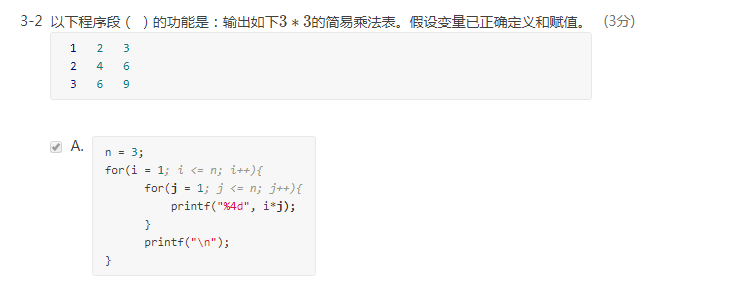 3-2 以下程序段（ ）的功能是：输出如下3 * 3的简易乘法表。假设变量已正确定义和赋值。 (3分)
1 2 3
2 4 6
3 6 9
A.
n = 3;
for(i = 1; i <= n; i++){
for(j = 1; j <= n; j++){
printf("%4d", i*j);
}
printf("\n");
}